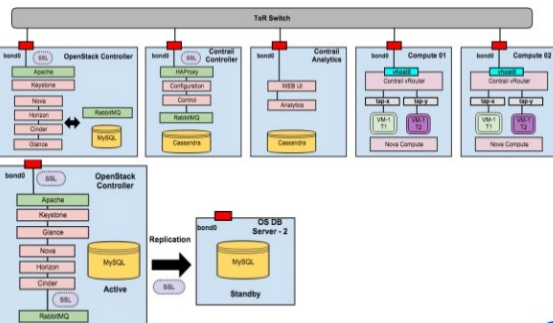 ToR Switch
bond0
SSL
OpenStack Controller
Apache
Keystone
Nova
Horizon
Cinder
Glance
RabbitMQ
MySQL
bond0
SSL
Contrail
Controller
HAProxy
Configuration
Control
RabbitMQ
Cassandra
bond0
Contrail
Analytics
WEB UI
Analytics
Cassandra
bond0
Compute 01
vhost0
Contrail vRouter
tap-x
tap-y
VM-1
T1
VM-1
T2
Nova Compute
bond0
Compute 02
vhost0
Contrail vRouter
tap-x
tap-y
VM-1
T1
VM-1
T2
Nova Compute
bond0
SSL
OpenStack
Controller
Apache
Keystone
Glance
Nova
Horizon
Cinder
SSL
RabbitMQ
MySQL
Active
Replication
SSL
bond0
OS DB
Server - 2
MySQL
Standby